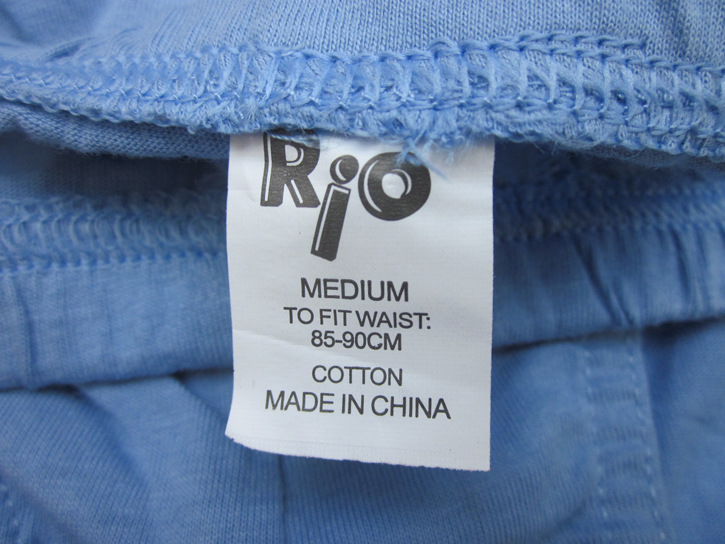 Rio
MEDIUM
TO FIT WAIST:
85-90CM
COTTON
MADE IN CHINA